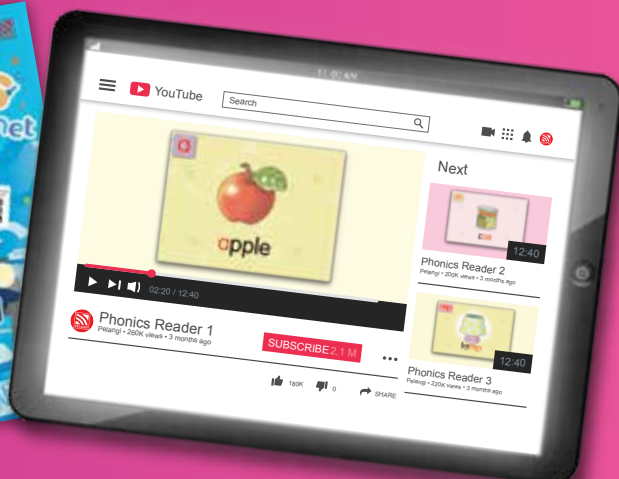 net
11:00 AM
YouTube
Search
a
apple
02:20 / 12:40
Phonics Reader 1
Pelangi • 280K views • 3 months ago
SUBSCRIBE 2.1 M
180K
0
SHARE
Next
12:40
Phonics Reader 2
Pelangi • 200K views • 3 months ago
lamp
12:40
Phonics Reader 3
Pelangi • 220K views • 3 months ago